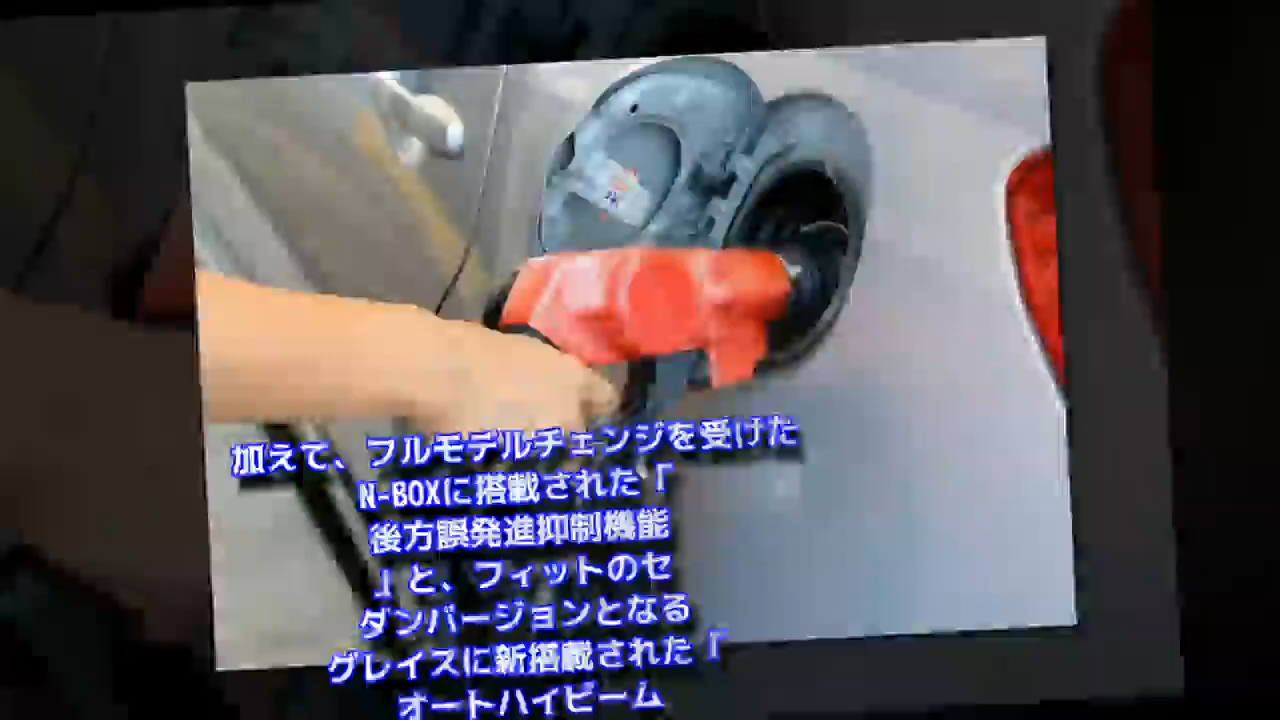 加えて、フルモデルチェンジを受けた
N-BOXに搭載された「
後方誤発進抑制機能
」と、フィットのセ
ダンバージョンとなる
グレイスに新搭載された「
オートハイビーム